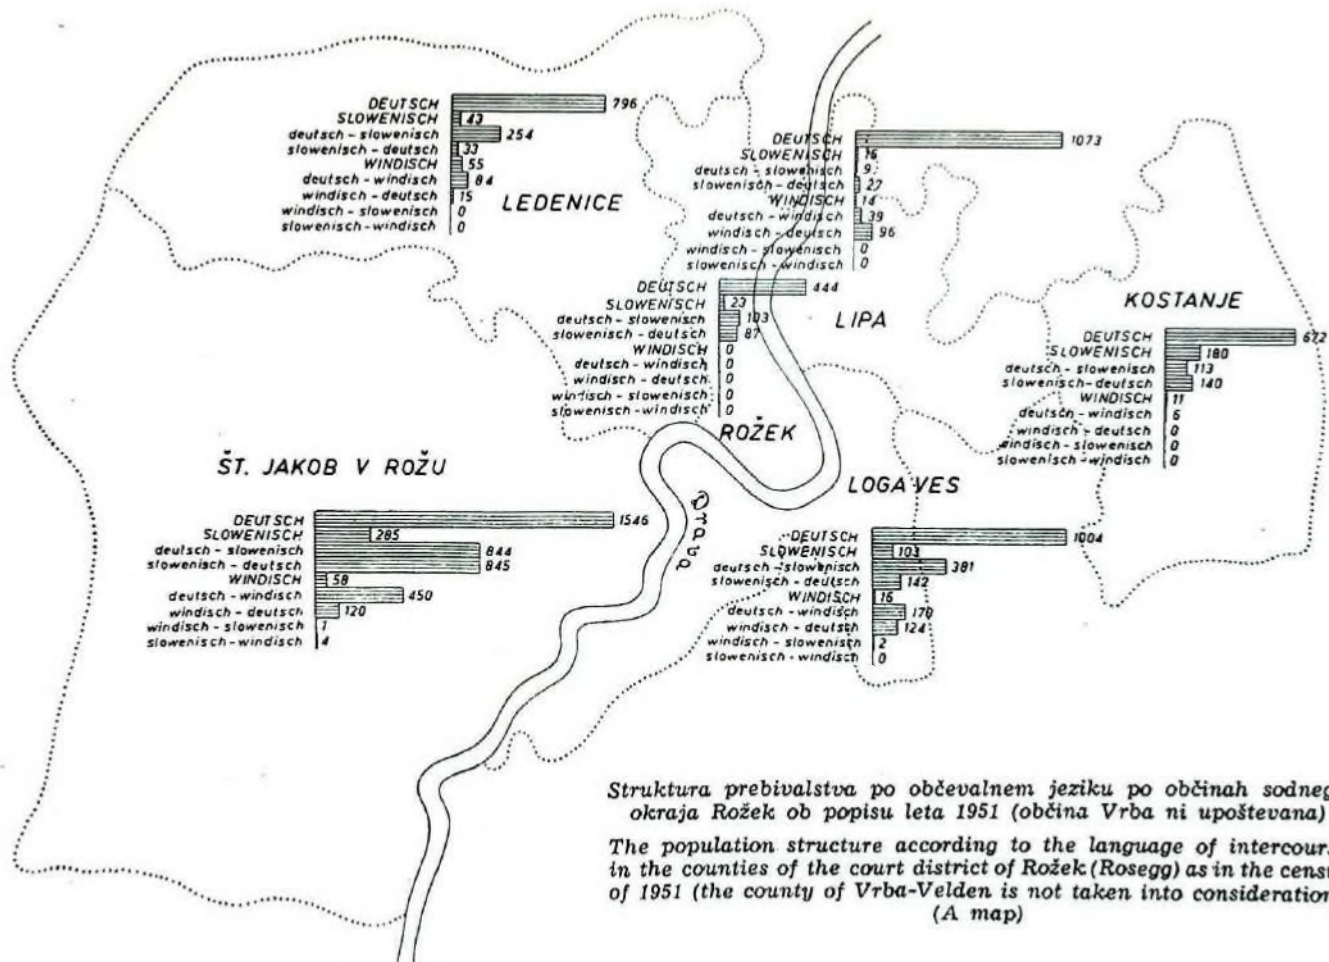 DEUTSCH 796
SLOWENISCH 43
deutsch - slowenisch 254
slowenisch - deutsch 33
WINDISCH 55
deutsch - windisch 84
windisch - deutsch 15
windisch - slowenisch 0
slowenisch - windisch 0
LEDENICE
DEUTSCH 1073
SLOWENISCH 16
deutsch - slowenisch 9
slowenisch - deutsch 27
WINDISCH 14
deutsch - windisch 39
windisch - deutsch 96
windisch - slowenisch 0
slowenisch - windisch 0
LIPA
DEUTSCH 444
SLOWENISCH 23
deutsch - slowenisch 103
slowenisch - deutsch 87
WINDISCH 0
deutsch - windisch 0
windisch - deutsch 0
windisch - slowenisch 0
slowenisch - windisch 0
ROŽEK
KOSTANJE
DEUTSCH 672
SLOWENISCH 180
deutsch - slowenisch 113
slowenisch - deutsch 140
WINDISCH 11
deutsch - windisch 6
windisch - deutsch 0
windisch - slowenisch 0
slowenisch - windisch 0
ŠT. JAKOB V ROŽU
DEUTSCH 1546
SLOWENISCH 285
deutsch - slowenisch 844
slowenisch - deutsch 845
WINDISCH 58
deutsch - windisch 450
windisch - deutsch 120
windisch - slowenisch 1
slowenisch - windisch 4
Drava
LOGA VES
DEUTSCH 1004
SLOWENISCH 103
deutsch - slowenisch 381
slowenisch - deutsch 142
WINDISCH 16
deutsch - windisch
windisch - deutsch 124
windisch - slowenisch 2
slowenisch - windisch 0
Struktura prebivalstva po občevalnem jeziku po občinah sodneg
okraja Rožek ob popisu leta 1951 (občina Vrba ni upoštevana)
The population structure according to the language of intercour
in the counties of the court district of Rožek (Rosegg) as in the cens
of 1951 (the county of Vrba-Velden is not taken into consideration
(A map)